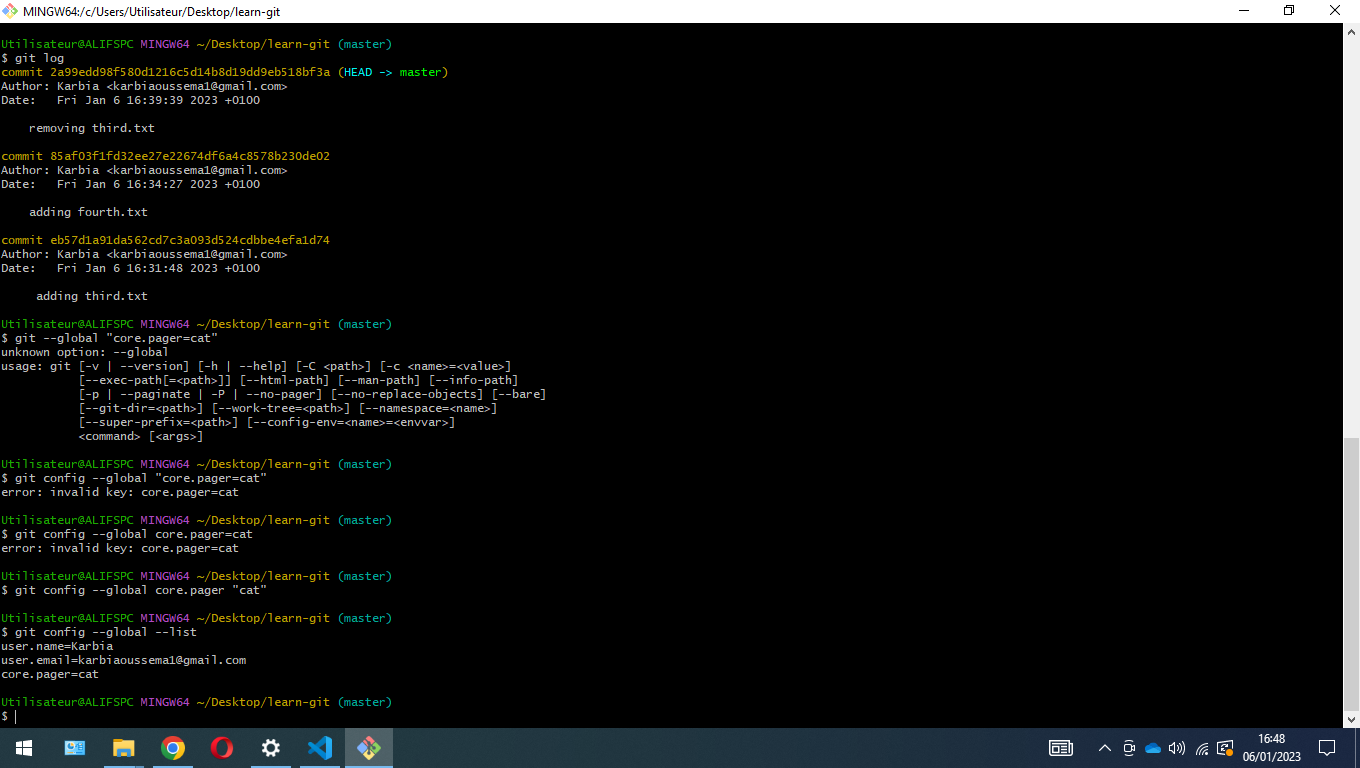 MINGW64:/c/Users/Utilisateur/Desktop/learn-git
Utilisateur@ALIFSPC MINGW64 ~/Desktop/learn-git (master)
$ git log
commit 2a99edd98f580d1216c5d14b8d19dd9eb518bf3a (HEAD -> master)
Author: Karbia <karbiaoussema1@gmail.com>
Date:   Fri Jan 6 16:39:39 2023 +0100
    removing third.txt
commit 85af03f1fd32ee27e22674df6a4c8578b230de02
Author: Karbia <karbiaoussema1@gmail.com>
Date:   Fri Jan 6 16:34:27 2023 +0100
    adding fourth.txt
commit eb57d1a91da562cd7c3a093d524cdbbe4efa1d74
Author: Karbia <karbiaoussema1@gmail.com>
Date:   Fri Jan 6 16:31:48 2023 +0100
     adding third.txt
Utilisateur@ALIFSPC MINGW64 ~/Desktop/learn-git (master)
$ git --global "core.pager=cat"
unknown option: --global
usage: git [-v | --version] [-h | --help] [-C <path>] [-c <name>=<value>]
           [--exec-path[=<path>]] [--html-path] [--man-path] [--info-path]
           [-p | --paginate | -P | --no-pager] [--no-replace-objects] [--bare]
           [--git-dir=<path>] [--work-tree=<path>] [--namespace=<name>]
           [--super-prefix=<path>] [--config-env=<name>=<envvar>]
           <command> [<args>]
Utilisateur@ALIFSPC MINGW64 ~/Desktop/learn-git (master)
$ git config --global "core.pager=cat"
error: invalid key: core.pager=cat
Utilisateur@ALIFSPC MINGW64 ~/Desktop/learn-git (master)
$ git config --global core.pager=cat
error: invalid key: core.pager=cat
Utilisateur@ALIFSPC MINGW64 ~/Desktop/learn-git (master)
$ git config --global core.pager "cat"
Utilisateur@ALIFSPC MINGW64 ~/Desktop/learn-git (master)
$ git config --global --list
user.name=Karbia
user.email=karbiaoussema1@gmail.com
core.pager=cat
Utilisateur@ALIFSPC MINGW64 ~/Desktop/learn-git (master)
$
16:48
06/01/2023